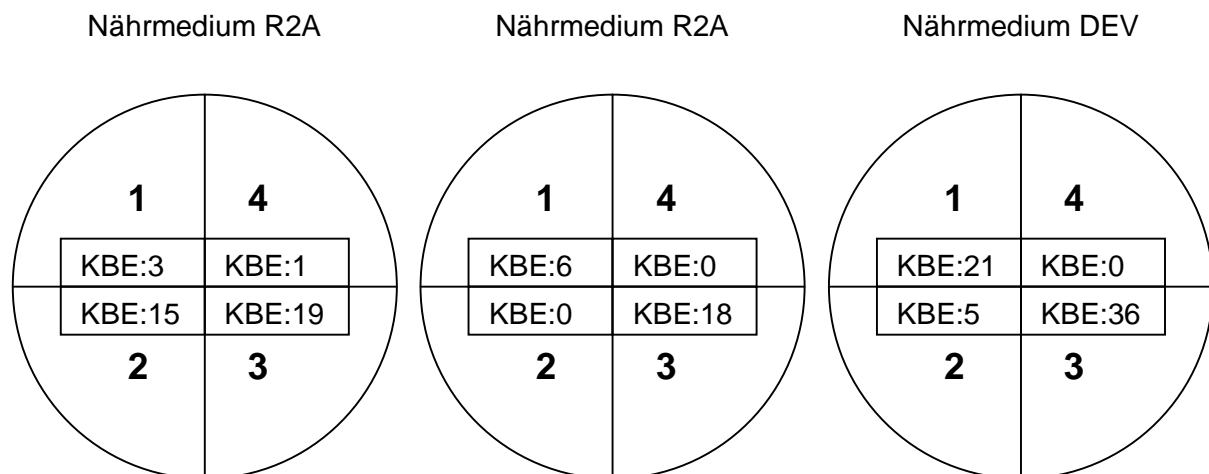 Nährmedium R2A Nährmedium R2A Nährmedium DEV
1 4 1 4 1 4
KBE:3 KBE:1 KBE:6 KBE:0 KBE:21 KBE:0
KBE:15 KBE:19 KBE:0 KBE:18 KBE:5 KBE:36
2 3 2 3 2 3